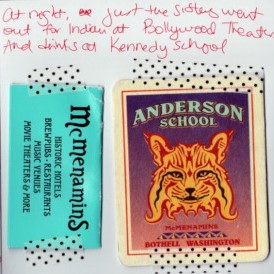 At night, just the sisters went
out for Indian at Bollywood Theater
And drinks at Kennedy School
McMenamins
HISTORIC HOTELS
BREWPUBS · RESTAURANTS
MUSIC VENUES
MOVIE THEATERS & MORE
ANDERSON
SCHOOL
McMENAMINS
BOTHELL WASHINGTON